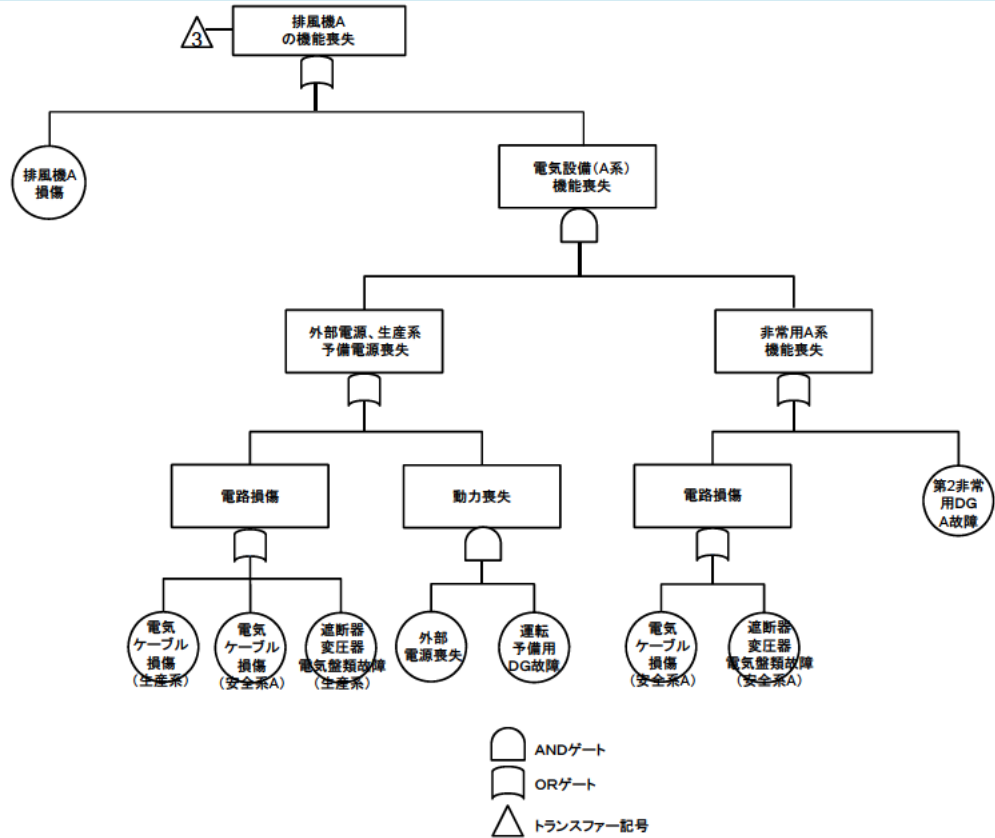 3
排風機A
の機能喪失
排風機A
損傷
電気設備(A系)
機能喪失
外部電源、生産系
予備電源喪失
非常用A系
機能喪失
電路損傷
動力喪失
電路損傷
第2非常
用DG
A故障
電気
ケーブル
損傷
(生産系)
電気
ケーブル
損傷
(安全系A)
遮断器
変圧器
電気盤類故障
(生産系)
外部
電源喪失
運転
予備用
DG故障
電気
ケーブル
損傷
(安全系A)
遮断器
変圧器
電気盤類故障
(安全系A)
ANDゲート
ORゲート
トランスファー記号